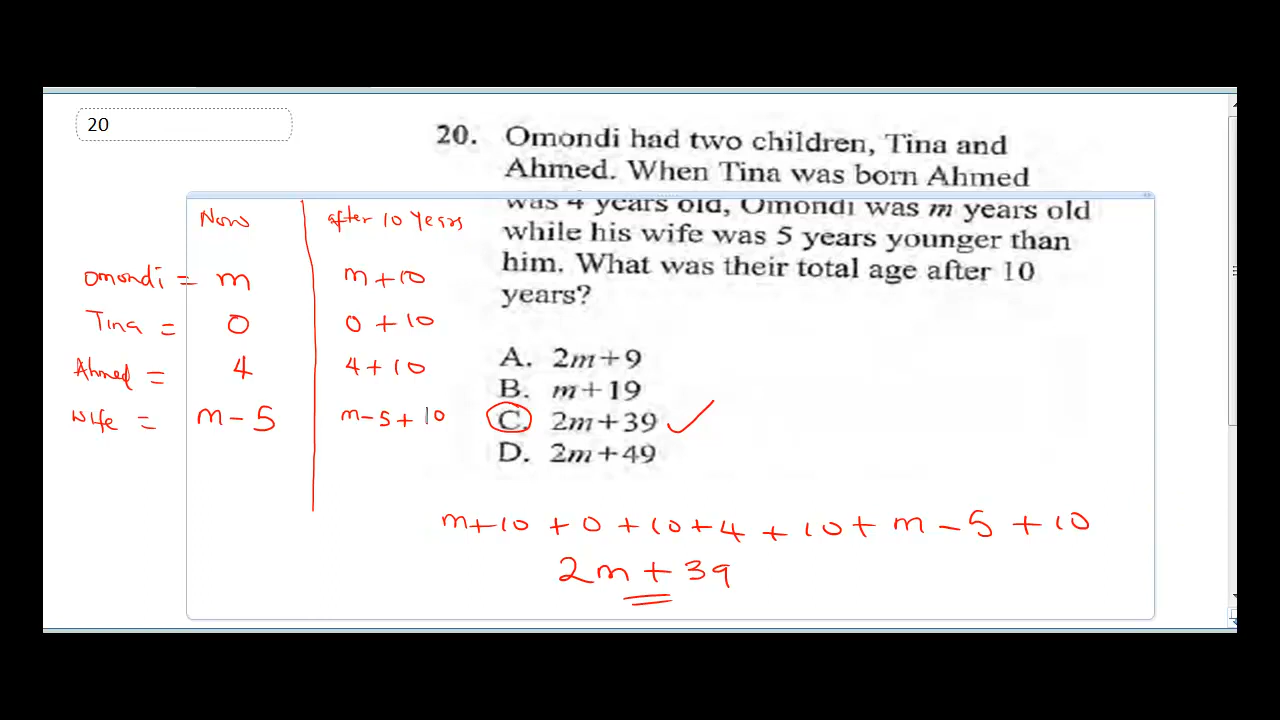 20
20. Omondi had two children, Tina and
Ahmed. When Tina was born Ahmed
was 4 years old, Omondi was m years old
while his wife was 5 years younger than
him. What was their total age after 10
years?
A. 2m+9
B. m+19
C. 2m+39
D. 2m+49
Now after 10 Years
Omondi = m m+10
Tina = 0 0 + 10
Ahmed = 4 4+10
Wife = m-5 m-5+10
m+10 +0 +10+4 +10+ m -5 +10
2m+39